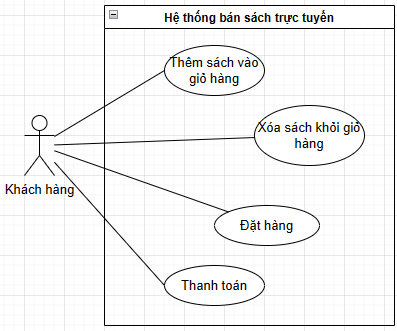 Hệ thống bán sách trực tuyến
Thêm sách vào
giỏ hàng
Xóa sách khỏi giỏ
hàng
Khách hàng
Đặt hàng
Thanh toán